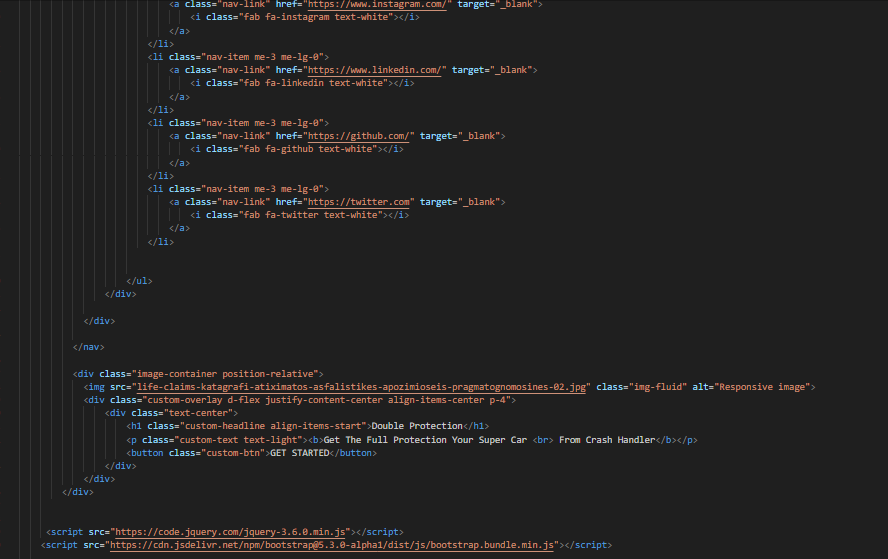 <a class="nav-link" href="https://www.instagram.com/" target="_blank">
<i class="fab fa-instagram text-white"></i>
</a>
</li>
<li class="nav-item me-3 me-lg-0">
<a class="nav-link" href="https://www.linkedin.com/" target="_blank">
<i class="fab fa-linkedin text-white"></i>
</a>
</li>
<li class="nav-item me-3 me-lg-0">
<a class="nav-link" href="https://github.com/" target="_blank">
<i class="fab fa-github text-white"></i>
</a>
</li>
<li class="nav-item me-3 me-lg-0">
<a class="nav-link" href="https://twitter.com" target="_blank">
<i class="fab fa-twitter text-white"></i>
</a>
</li>
</ul>
</div>
</div>
</nav>
<div class="image-container position-relative">
<img src="life-claims-katagrafi-atiximatos-asfalistikes-apozimioseis-pragmatognomosines-02.jpg" class="img-fluid" alt="Responsive image">
<div class="custom-overlay d-flex justify-content-center align-items-center p-4">
<div class="text-center">
<h1 class="custom-headline align-items-start">Double Protection</h1>
<p class="custom-text text-light"><b>Get The Full Protection Your Super Car <br> From Crash Handler</b></p>
<button class="custom-btn">GET STARTED</button>
</div>
</div>
</div>
<script src="https://code.jquery.com/jquery-3.6.0.min.js"></script>
<script src="https://cdn.jsdelivr.net/npm/bootstrap@5.3.0-alpha1/dist/js/bootstrap.bundle.min.js"></script>